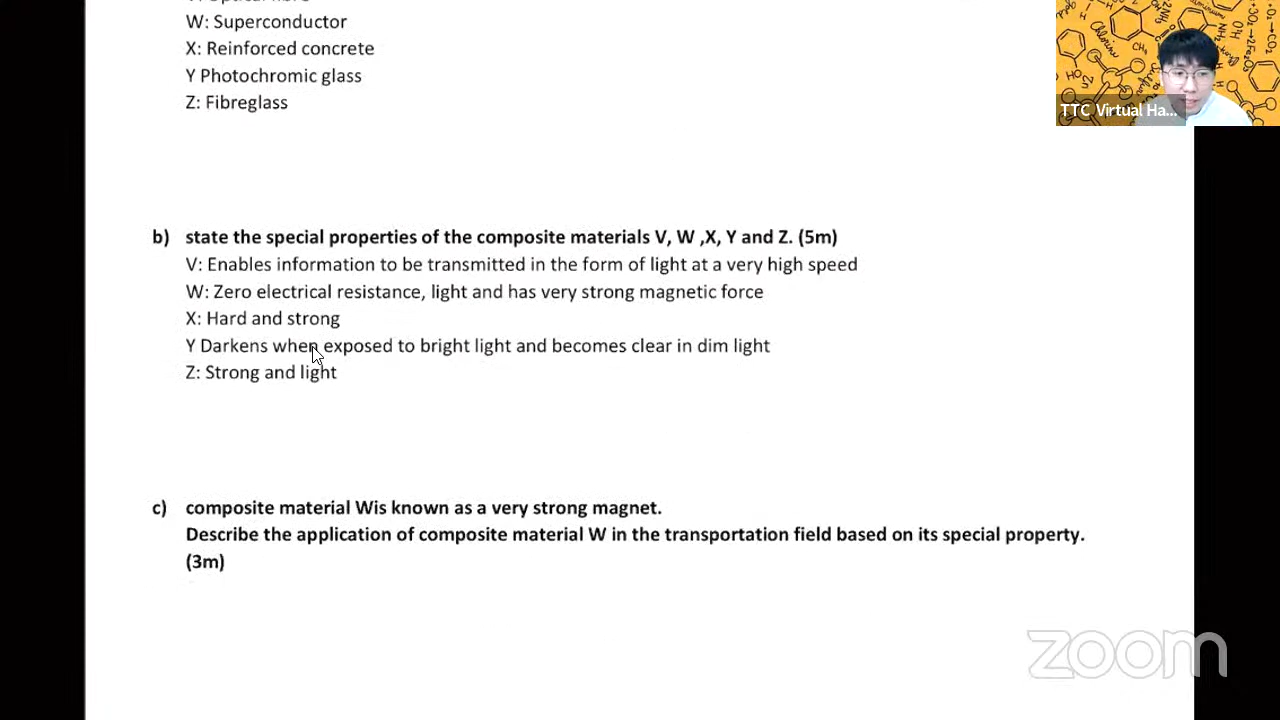 W: Superconductor
X: Reinforced concrete
Y Photochromic glass
Z: Fibreglass
TTC Virtual Ha...
b) state the special properties of the composite materials V, W ,X, Y and Z. (5m)
V: Enables information to be transmitted in the form of light at a very high speed
W: Zero electrical resistance, light and has very strong magnetic force
X: Hard and strong
Y Darkens when exposed to bright light and becomes clear in dim light
Z: Strong and light
c) composite material Wis known as a very strong magnet.
Describe the application of composite material W in the transportation field based on its special property.
(3m)
zoom